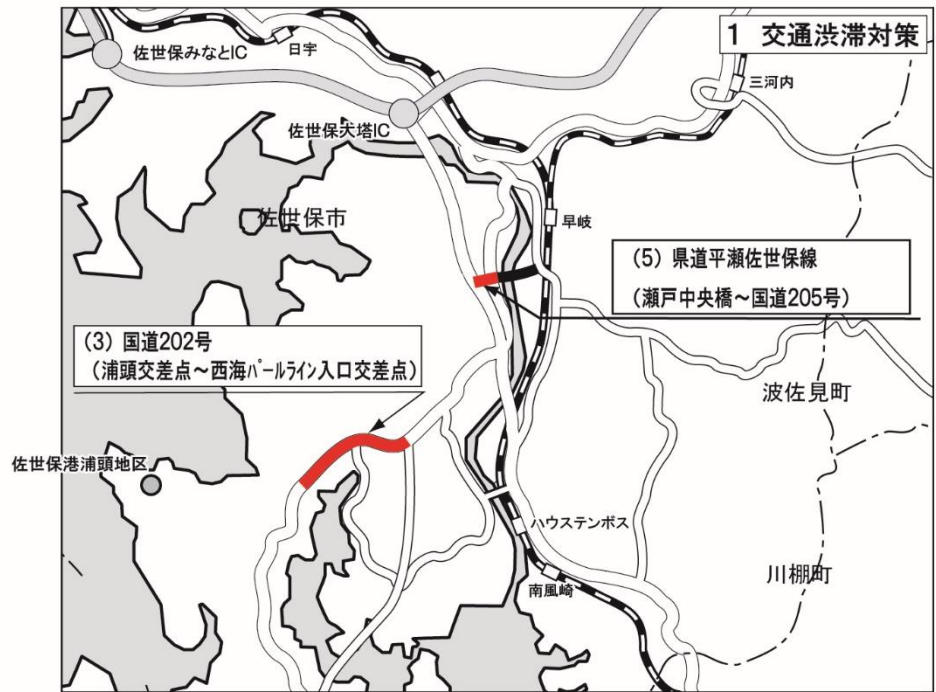 1 交通渋滞対策
佐世保みなとIC
日宇
三河内
佐世保大塔IC
佐世保市
早岐
(5) 県道平瀬佐世保線
(瀬戸中央橋～国道205号)
(3) 国道202号
(浦頭交差点～西海ﾊﾟｰﾙﾗｲﾝ入口交差点)
波佐見町
佐世保港浦頭地区
ハウステンボス
南風崎
川棚町